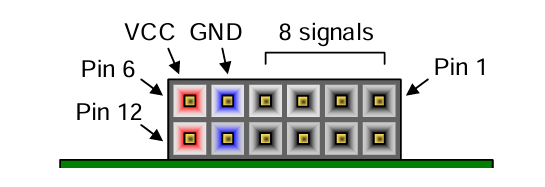 VCC GND 8 signals
Pin 6 Pin 1
Pin 12